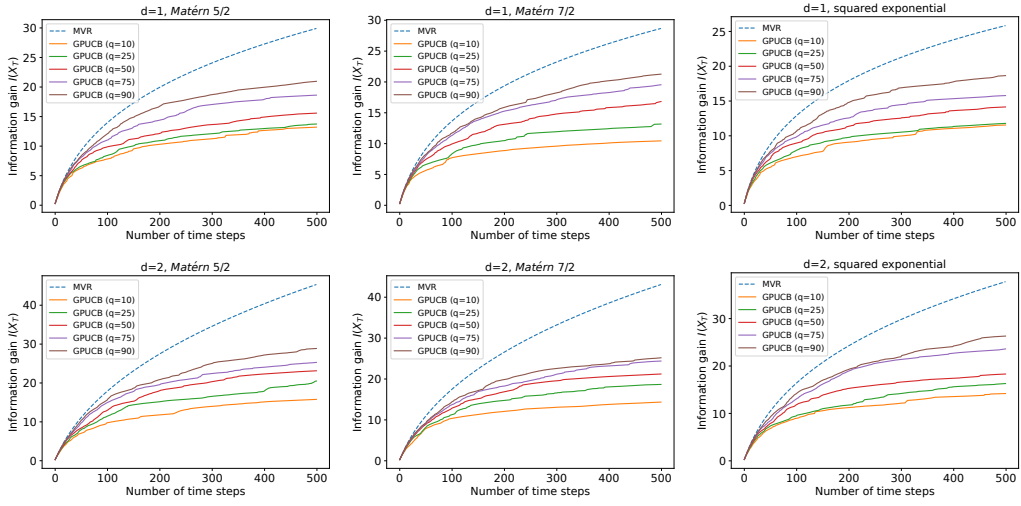 d=1, Matérn 5/2
Information gain I(X_T)
30
25
20
15
10
5
0
MVR
GPUCB (q=10)
GPUCB (q=25)
GPUCB (q=50)
GPUCB (q=75)
GPUCB (q=90)
0 100 200 300 400 500
Number of time steps
d=1, Matérn 7/2
Information gain I(X_T)
30
25
20
15
10
5
0
MVR
GPUCB (q=10)
GPUCB (q=25)
GPUCB (q=50)
GPUCB (q=75)
GPUCB (q=90)
0 100 200 300 400 500
Number of time steps
d=1, squared exponential
Information gain I(X_T)
25
20
15
10
5
0
MVR
GPUCB (q=10)
GPUCB (q=25)
GPUCB (q=50)
GPUCB (q=75)
GPUCB (q=90)
0 100 200 300 400 500
Number of time steps
d=2, Matérn 5/2
Information gain I(X_T)
40
30
20
10
0
MVR
GPUCB (q=10)
GPUCB (q=25)
GPUCB (q=50)
GPUCB (q=75)
GPUCB (q=90)
0 100 200 300 400 500
Number of time steps
d=2, Matérn 7/2
Information gain I(X_T)
40
30
20
10
0
MVR
GPUCB (q=10)
GPUCB (q=25)
GPUCB (q=50)
GPUCB (q=75)
GPUCB (q=90)
0 100 200 300 400 500
Number of time steps
d=2, squared exponential
Information gain I(X_T)
30
20
10
0
MVR
GPUCB (q=10)
GPUCB (q=25)
GPUCB (q=50)
GPUCB (q=75)
GPUCB (q=90)
0 100 200 300 400 500
Number of time steps